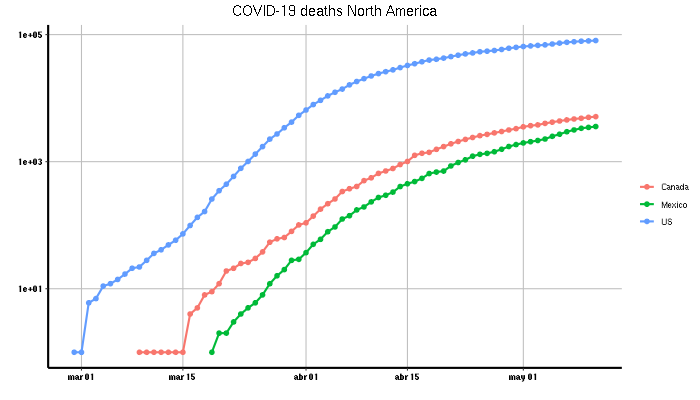 COVID-19 deaths North America
1e+05
1e+03
1e+01
mar 01
mar 15
abr 01
abr 15
may 01
Canada
Mexico
US